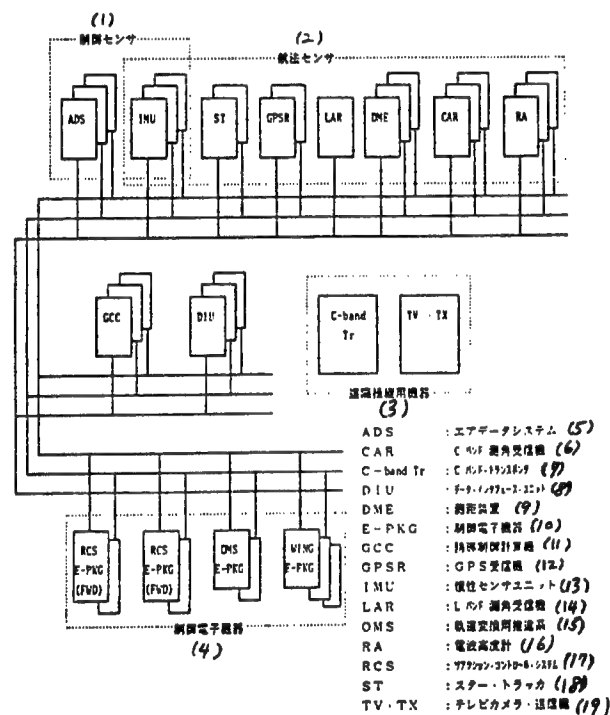 (1)
制御センサ
(2)
航法センサ
ADS
IMU
ST
GPSR
LAR
DME
CAR
RA
GCC
DIU
C-band
Tr
TV・TX
遠隔操縦用機器
(3)
ADS :エアデータシステム (5)
CAR :Cバンド測角受信機 (6)
C-band Tr :Cバンド・トランスポンダ (7)
DIU :データ・インタフェース・ユニット (8)
DME :測距装置 (9)
E-PKG :制御電子機器 (10)
GCC :誘導制御計算機 (11)
GPSR :GPS受信機 (12)
IMU :慣性センサユニット (13)
LAR :Lバンド測角受信機 (14)
OMS :軌道変換用推進系 (15)
RA :電波高度計 (16)
RCS :リアクション・コントロール・システム (17)
ST :スター・トラッカ (18)
TV・TX :テレビカメラ・送信機 (19)
RCS
E-PKG
(FWD)
RCS
E-PKG
(FWD)
OMS
E-PKG
WING
E-PKG
制御電子機器
(4)